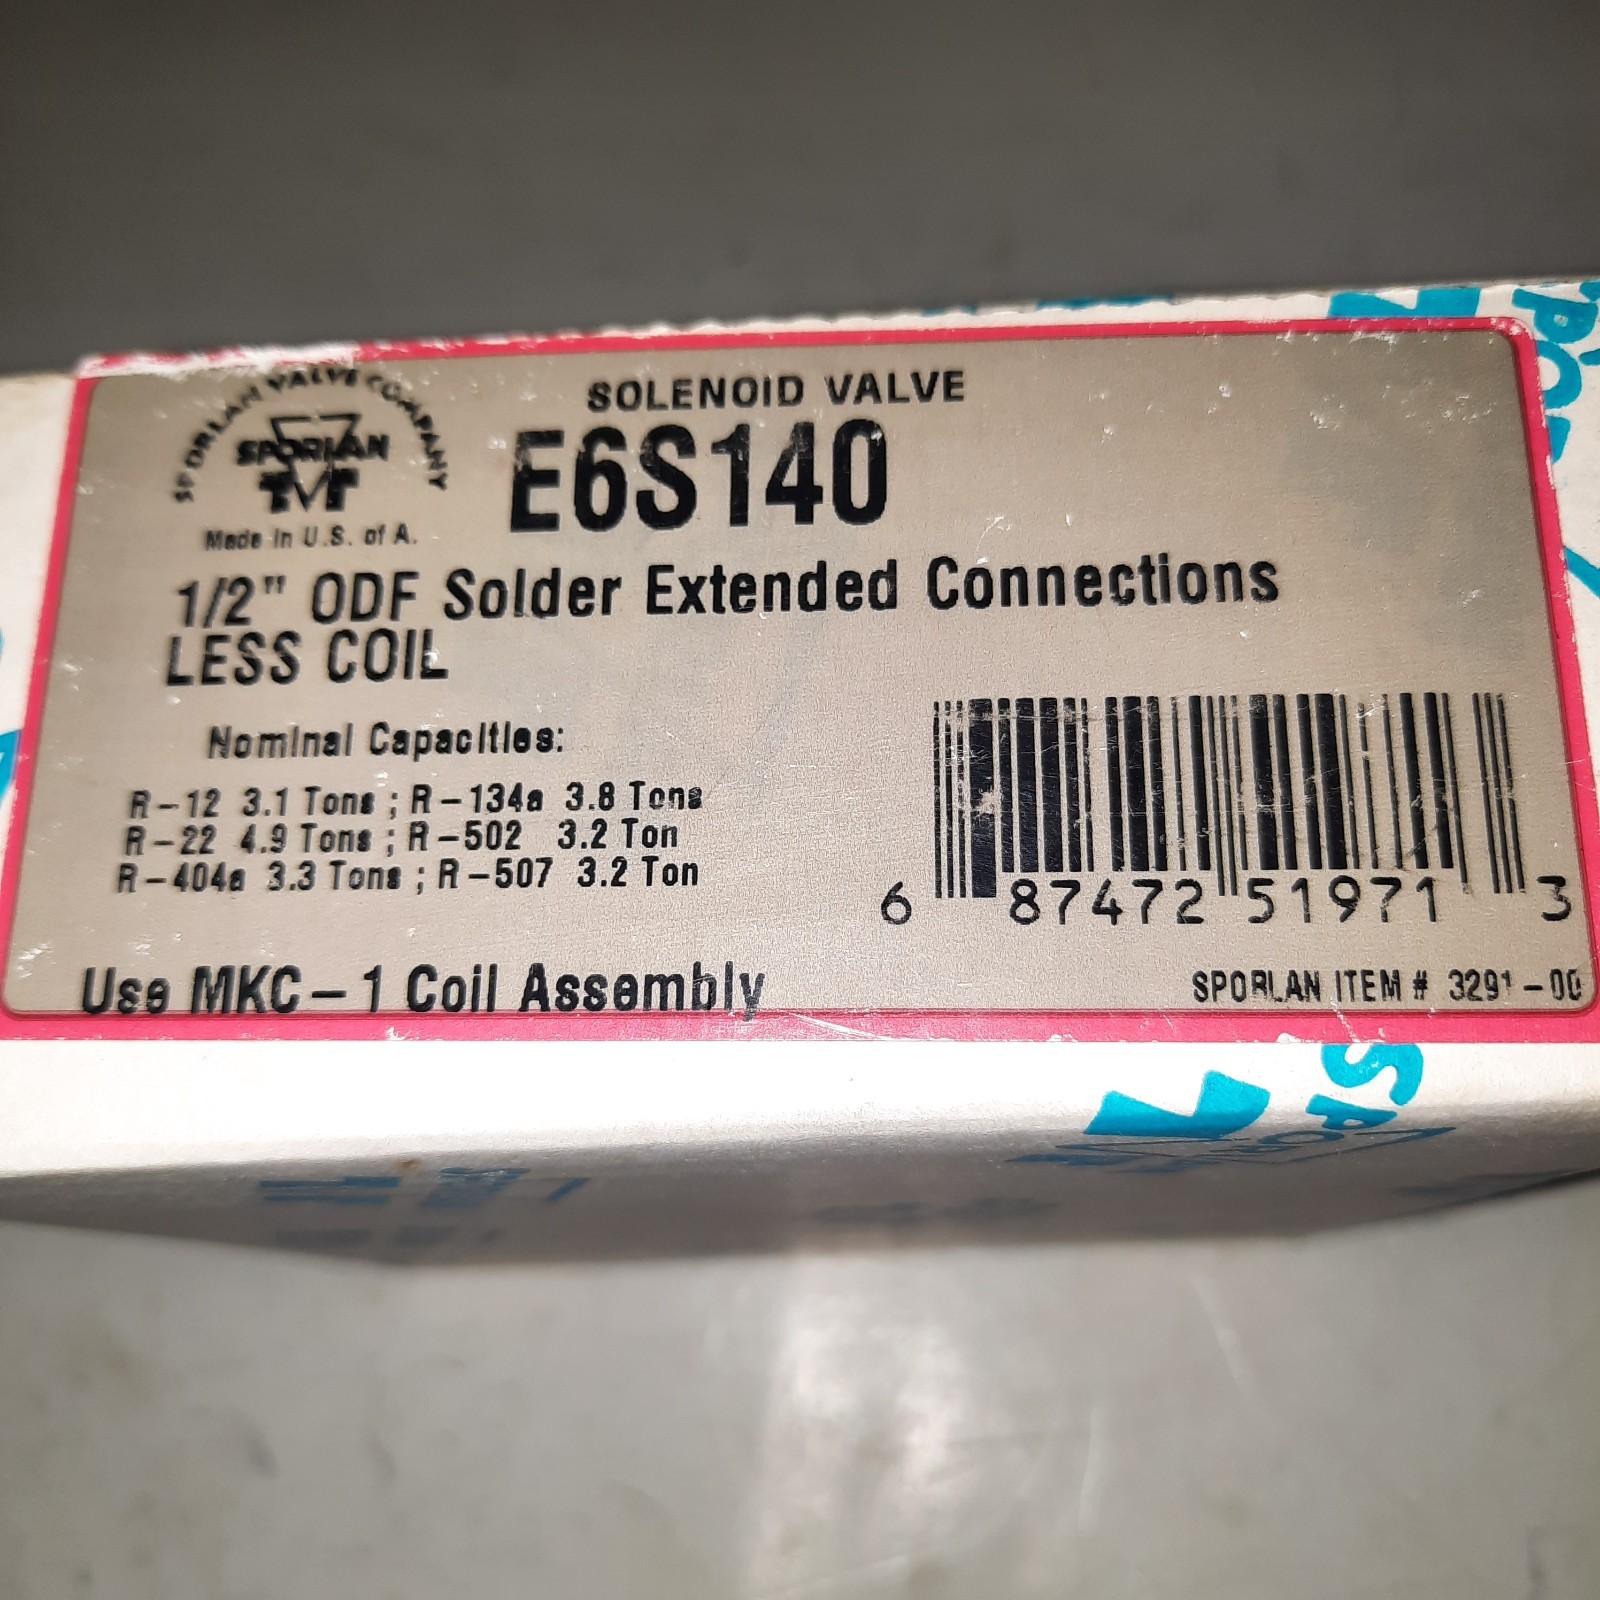 SPORLAN VALVE COMPANY
SPORLAN
Made in U.S. of A.
SOLENOID VALVE
E6S140
1/2" ODF Solder Extended Connections
LESS COIL
Nominal Capacities:
R-12 3.1 Tons ; R-134a 3.8 Tons
R-22 4.9 Tons ; R-502 3.2 Ton
R-404a 3.3 Tons ; R-507 3.2 Ton
6 87472 51971 3
Use MKC-1 Coil Assembly
SPORLAN ITEM # 3291-00